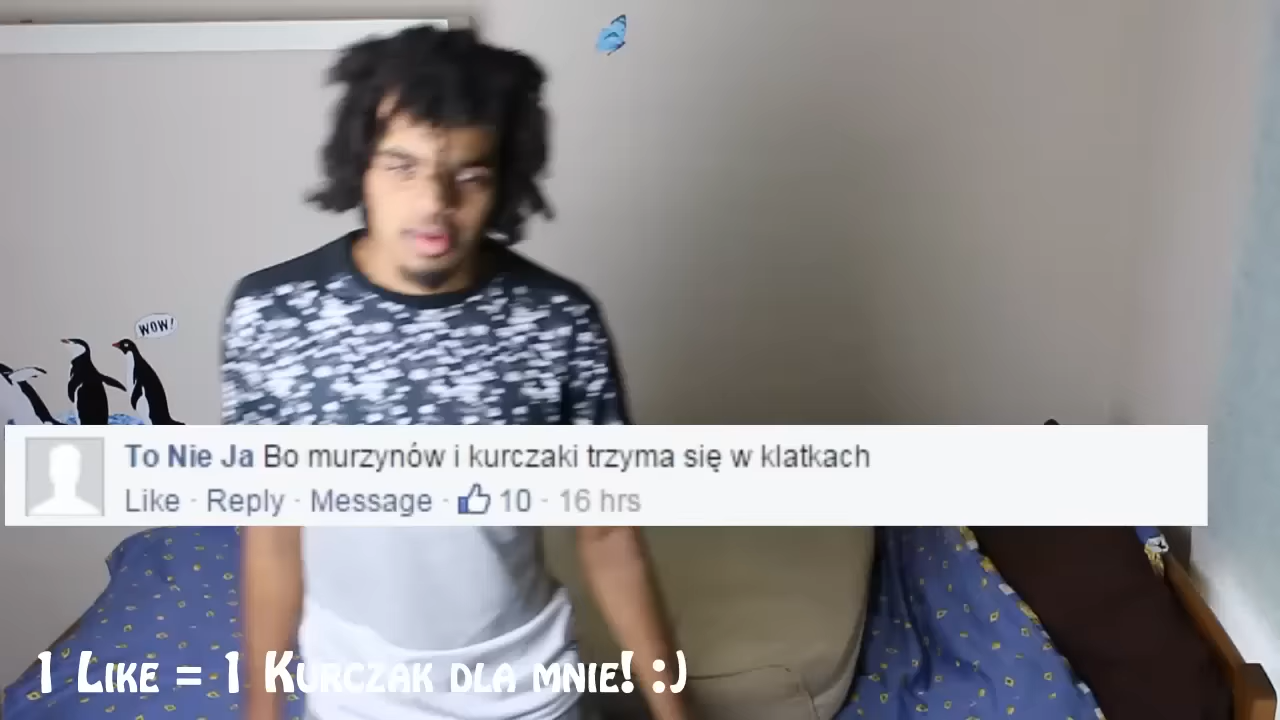 WOW!
To Nie Ja Bo murzynów i kurczaki trzyma się w klatkach
Like · Reply · Message · 10 · 16 hrs
1 Like = 1 Kurczak dla mnie! :)